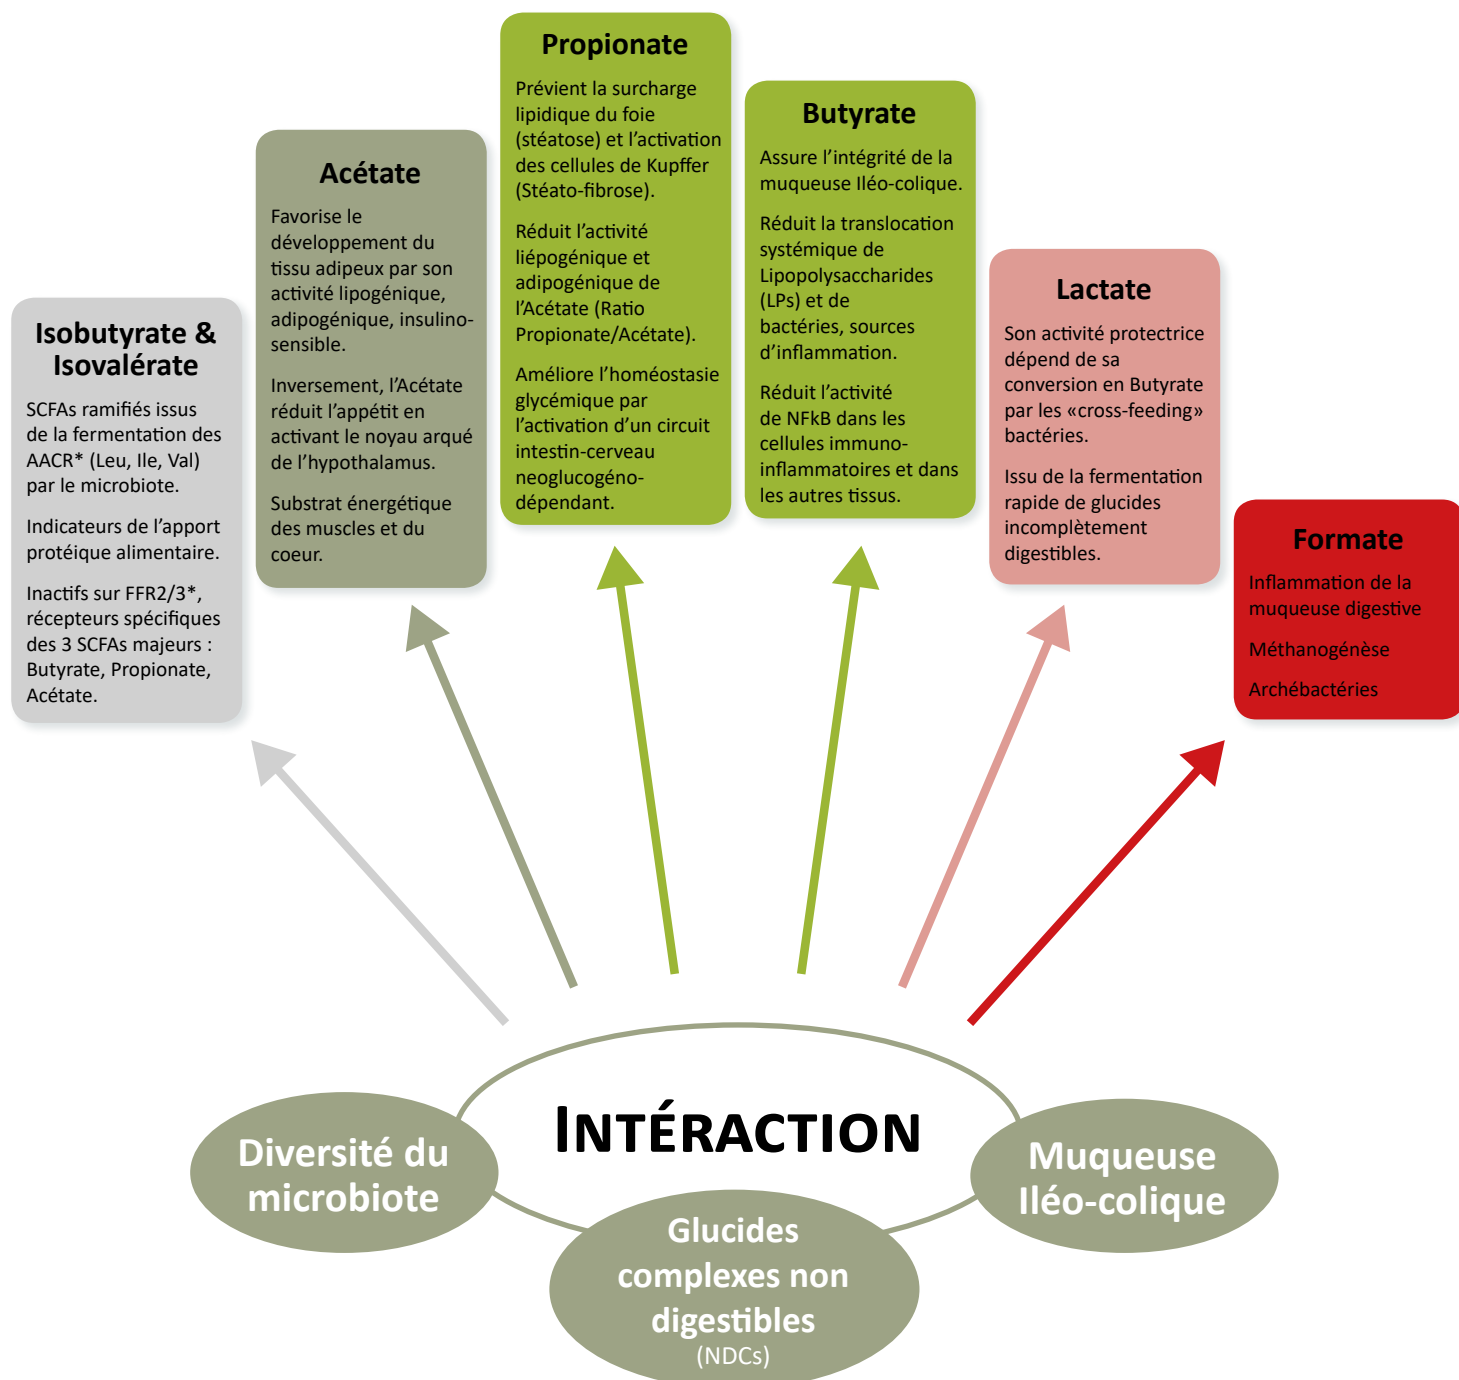 Isobutyrate &
Isovalérate
SCFAs ramifiés issus
de la fermentation des
AACR* (Leu, Ile, Val)
par le microbiote.
Indicateurs de l’apport
protéique alimentaire.
Inactifs sur FFR2/3*,
récepteurs spécifiques
des 3 SCFAs majeurs :
Butyrate, Propionate,
Acétate.
Acétate
Favorise le
développement du
tissu adipeux par son
activité lipogénique,
adipogénique, insulino-
sensible.
Inversement, l’Acétate
réduit l’appétit en
activant le noyau arqué
de l’hypothalamus.
Substrat énergétique
des muscles et du
coeur.
Propionate
Prévient la surcharge
lipidique du foie
(stéatose) et l’activation
des cellules de Kupffer
(Stéato-fibrose).
Réduit l’activité
liépogénique et
adipogénique de
l’Acétate (Ratio
Propionate/Acétate).
Améliore l’homéostasie
glycémique par
l’activation d’un circuit
intestin-cerveau
neoglucogéno-
dépendant.
Butyrate
Assure l’intégrité de la
muqueuse Iléo-colique.
Réduit la translocation
systémique de
Lipopolysaccharides
(LPs) et de
bactéries, sources
d’inflammation.
Réduit l’activité
de NFkB dans les
cellules immuno-
inflammatoires et dans
les autres tissus.
Lactate
Son activité protectrice
dépend de sa
conversion en Butyrate
par les «cross-feeding»
bactéries.
Issu de la fermentation
rapide de glucides
incomplètement
digestibles.
Formate
Inflammation de la
muqueuse digestive
Méthanogénèse
Archébactéries
INTÉRACTION
Diversité du
microbiote
Glucides
complexes non
digestibles
(NDCs)
Muqueuse
Iléo-colique